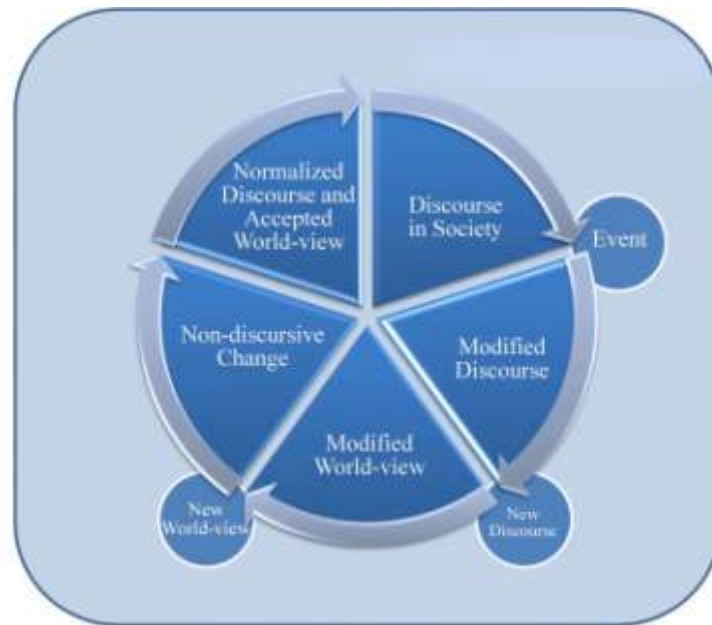 Normalized
Discourse and
Accepted
World-view
Discourse
in Society
Event
Non-discursive
Change
Modified
Discourse
Modified
World-view
New
World-view
New
Discourse